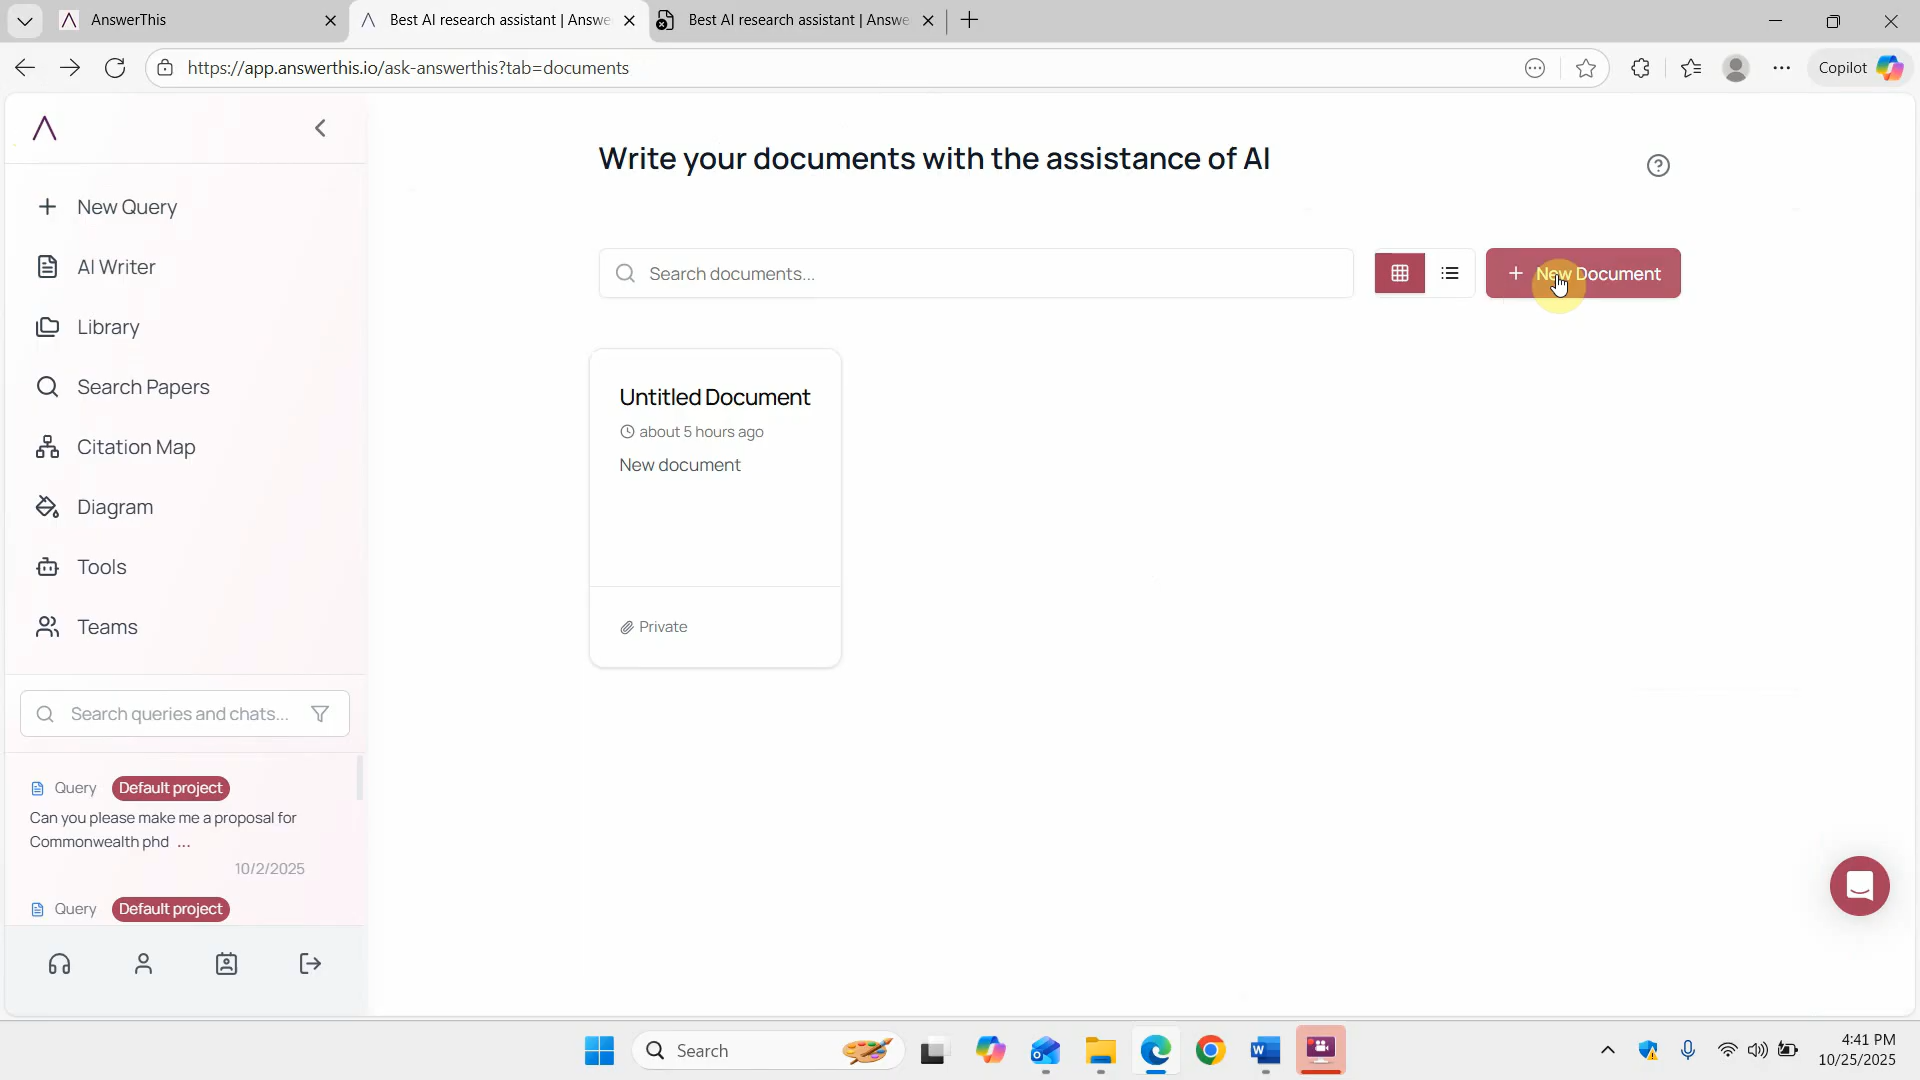 AnswerThis
Best AI research assistant | Answe
Best AI research assistant | Answe
https://app.answerthis.io/ask-answerthis?tab=documents
Copilot
New Query
AI Writer
Library
Search Papers
Citation Map
Diagram
Tools
Teams
Search queries and chats...
Query Default project
Can you please make me a proposal for
Commonwealth phd ...
10/2/2025
Query Default project
Write your documents with the assistance of AI
Search documents...
New Document
Untitled Document
about 5 hours ago
New document
Private
Search
4:41 PM
10/25/2025